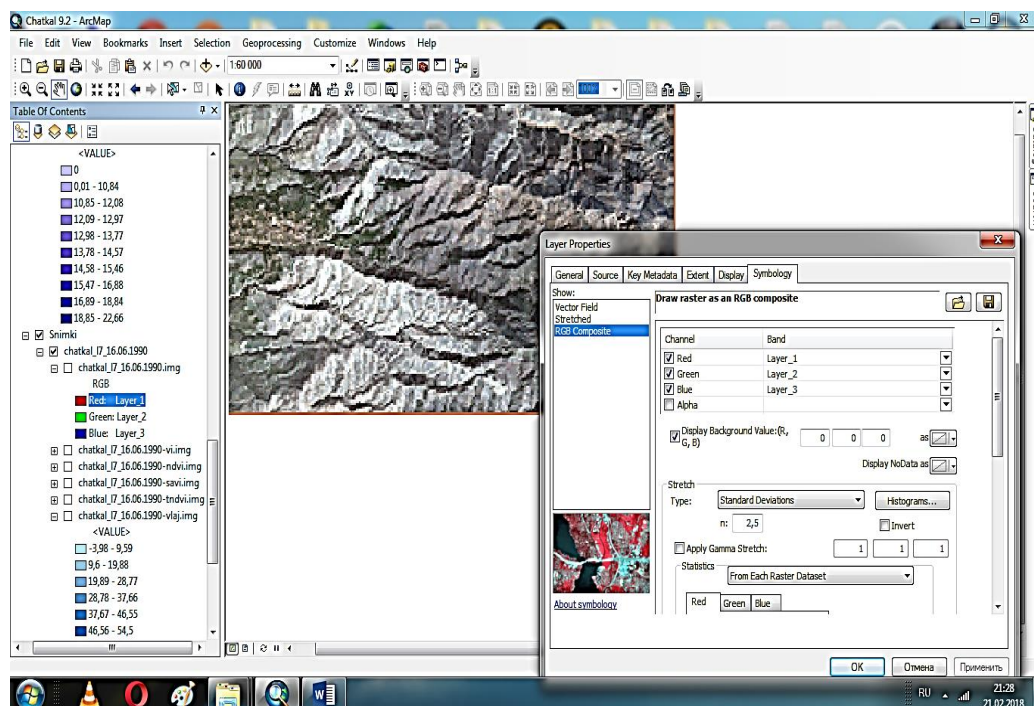 Chatkal 9.2 - ArcMap
File Edit View Bookmarks Insert Selection Geoprocessing Customize Windows Help
1:60 000
Table Of Contents
<VALUE>
0
0,01 - 10,84
10,85 - 12,08
12,09 - 12,97
12,98 - 13,77
13,78 - 14,57
14,58 - 15,46
15,47 - 16,88
16,89 - 18,84
18,85 - 22,66
Snimki
chatkal_l7_16.06.1990
chatkal_l7_16.06.1990.img
RGB
Red: Layer_1
Green: Layer_2
Blue: Layer_3
chatkal_l7_16.06.1990-vi.img
chatkal_l7_16.06.1990-ndvi.img
chatkal_l7_16.06.1990-savi.img
chatkal_l7_16.06.1990-tndvi.img
chatkal_l7_16.06.1990-vlaj.img
<VALUE>
-3,98 - 9,59
9,6 - 19,88
19,89 - 28,77
28,78 - 37,66
37,67 - 46,55
46,56 - 54,5
Layer Properties
General Source Key Metadata Extent Display Symbology
Show:
Vector Field
Stretched
RGB Composite
About symbology
Draw raster as an RGB composite
Channel Band
Red Layer_1
Green Layer_2
Blue Layer_3
Alpha
Display Background Value:(R, G, B) 0 0 0 as
Display NoData as
Stretch
Type: Standard Deviations Histograms...
n: 2,5 Invert
Apply Gamma Stretch: 1 1 1
Statistics
From Each Raster Dataset
Red Green Blue
OK Отмена Применить
RU 21:28
21.02.2018